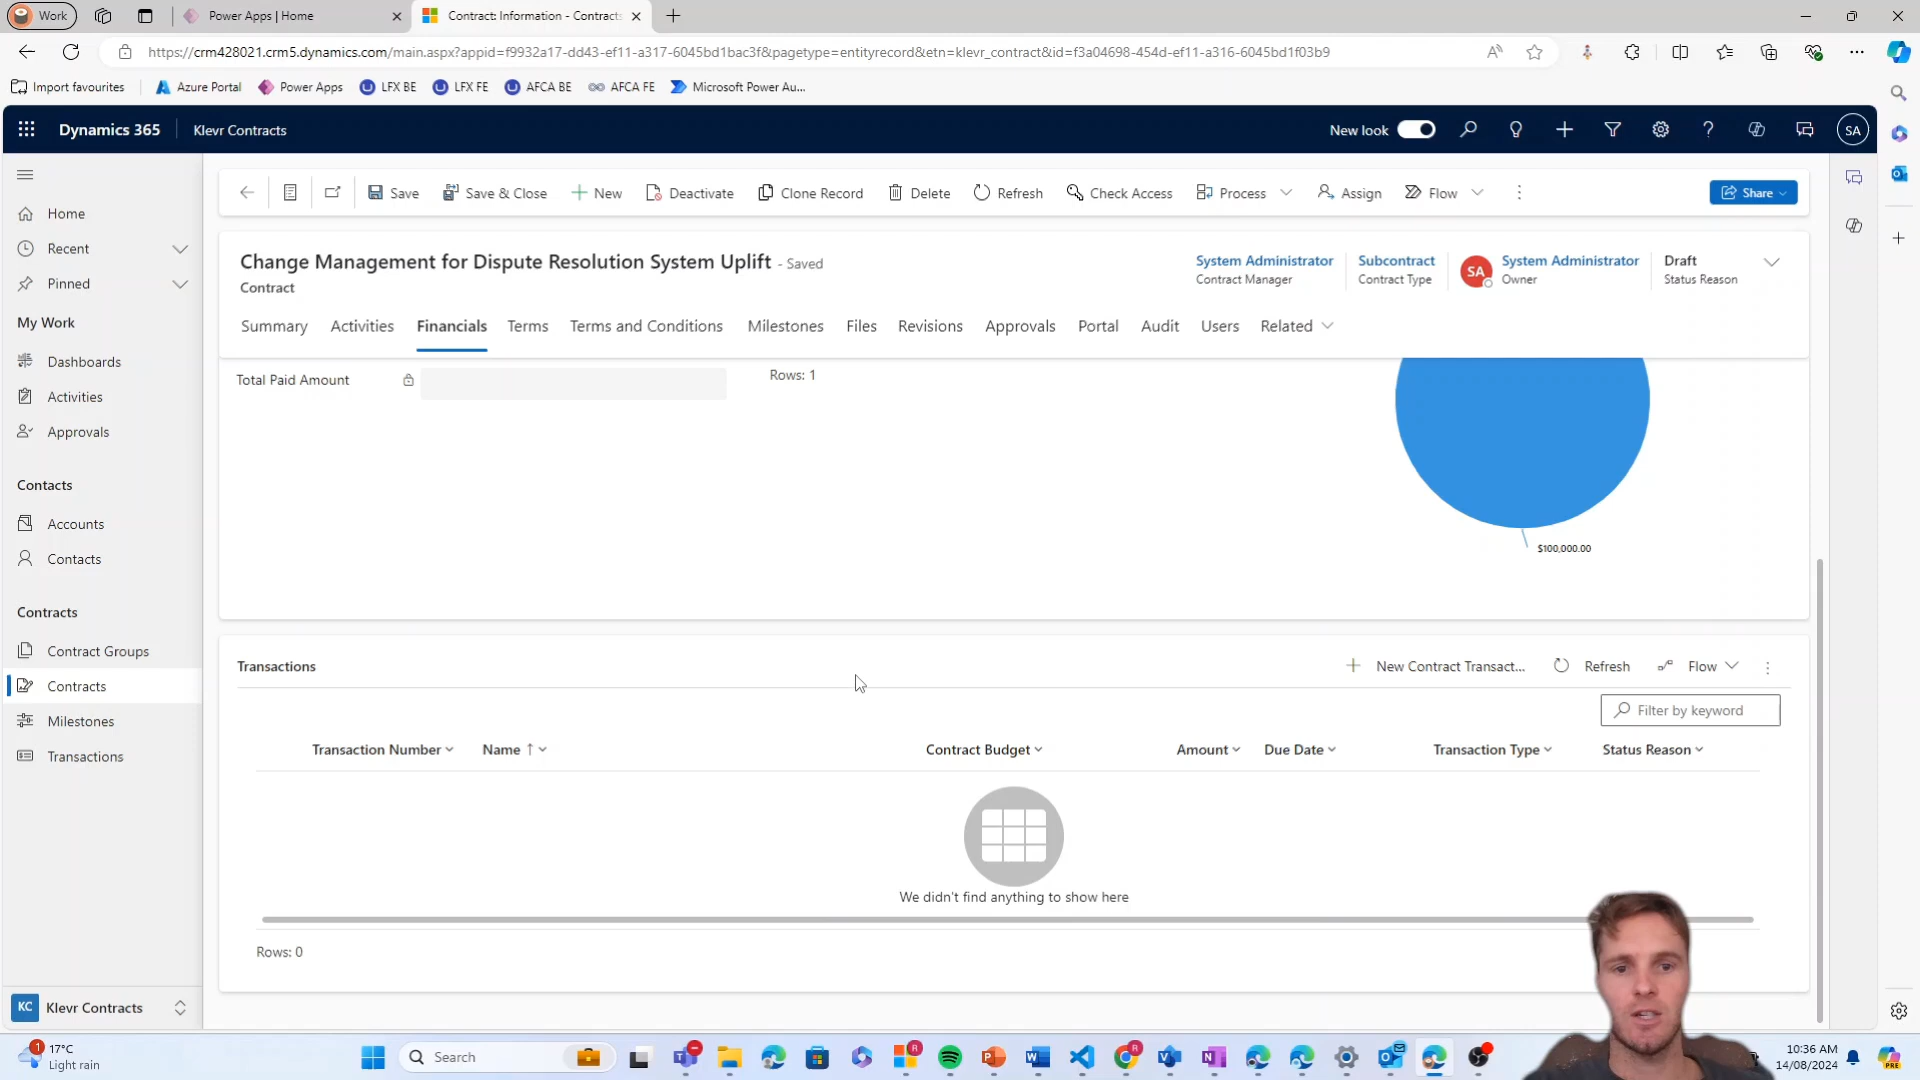 Work
Power Apps | Home
Contract: Information - Contracts
https://crm428021.crm5.dynamics.com/main.aspx?appid=f9932a17-dd43-ef11-a317-6045bd1bac3f&pagetype=entityrecord&etn=klevr_contract&id=f3a04698-454d-ef11-a316-6045bd1f03b9
Import favourites
Azure Portal
Power Apps
LFX BE
LFX FE
AFCA BE
AFCA FE
Microsoft Power Au...
Dynamics 365
Klevr Contracts
New look
SA
Save
Save & Close
New
Deactivate
Clone Record
Delete
Refresh
Check Access
Process
Assign
Flow
Share
Home
Recent
Pinned
My Work
Dashboards
Activities
Approvals
Contacts
Accounts
Contacts
Contracts
Contract Groups
Contracts
Milestones
Transactions
KC Klevr Contracts
Change Management for Dispute Resolution System Uplift - Saved
Contract
System Administrator
Contract Manager
Subcontract
Contract Type
SA
System Administrator
Owner
Draft
Status Reason
Summary
Activities
Financials
Terms
Terms and Conditions
Milestones
Files
Revisions
Approvals
Portal
Audit
Users
Related
Total Paid Amount
Rows: 1
$100,000.00
Transactions
New Contract Transact...
Refresh
Flow
Filter by keyword
Transaction Number
Name
Contract Budget
Amount
Due Date
Transaction Type
Status Reason
We didn't find anything to show here
Rows: 0
1
17°C
Light rain
Search
10:36 AM
14/08/2024
PRE